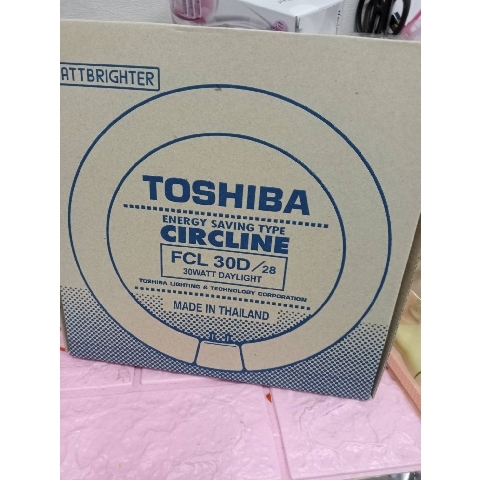 ATTBRIGHTER
TOSHIBA
ENERGY SAVING TYPE
CIRCLINE
FCL 30D/28
30WATT DAYLIGHT
TOSHIBA LIGHTING & TECHNOLOGY CORPORATION
MADE IN THAILAND